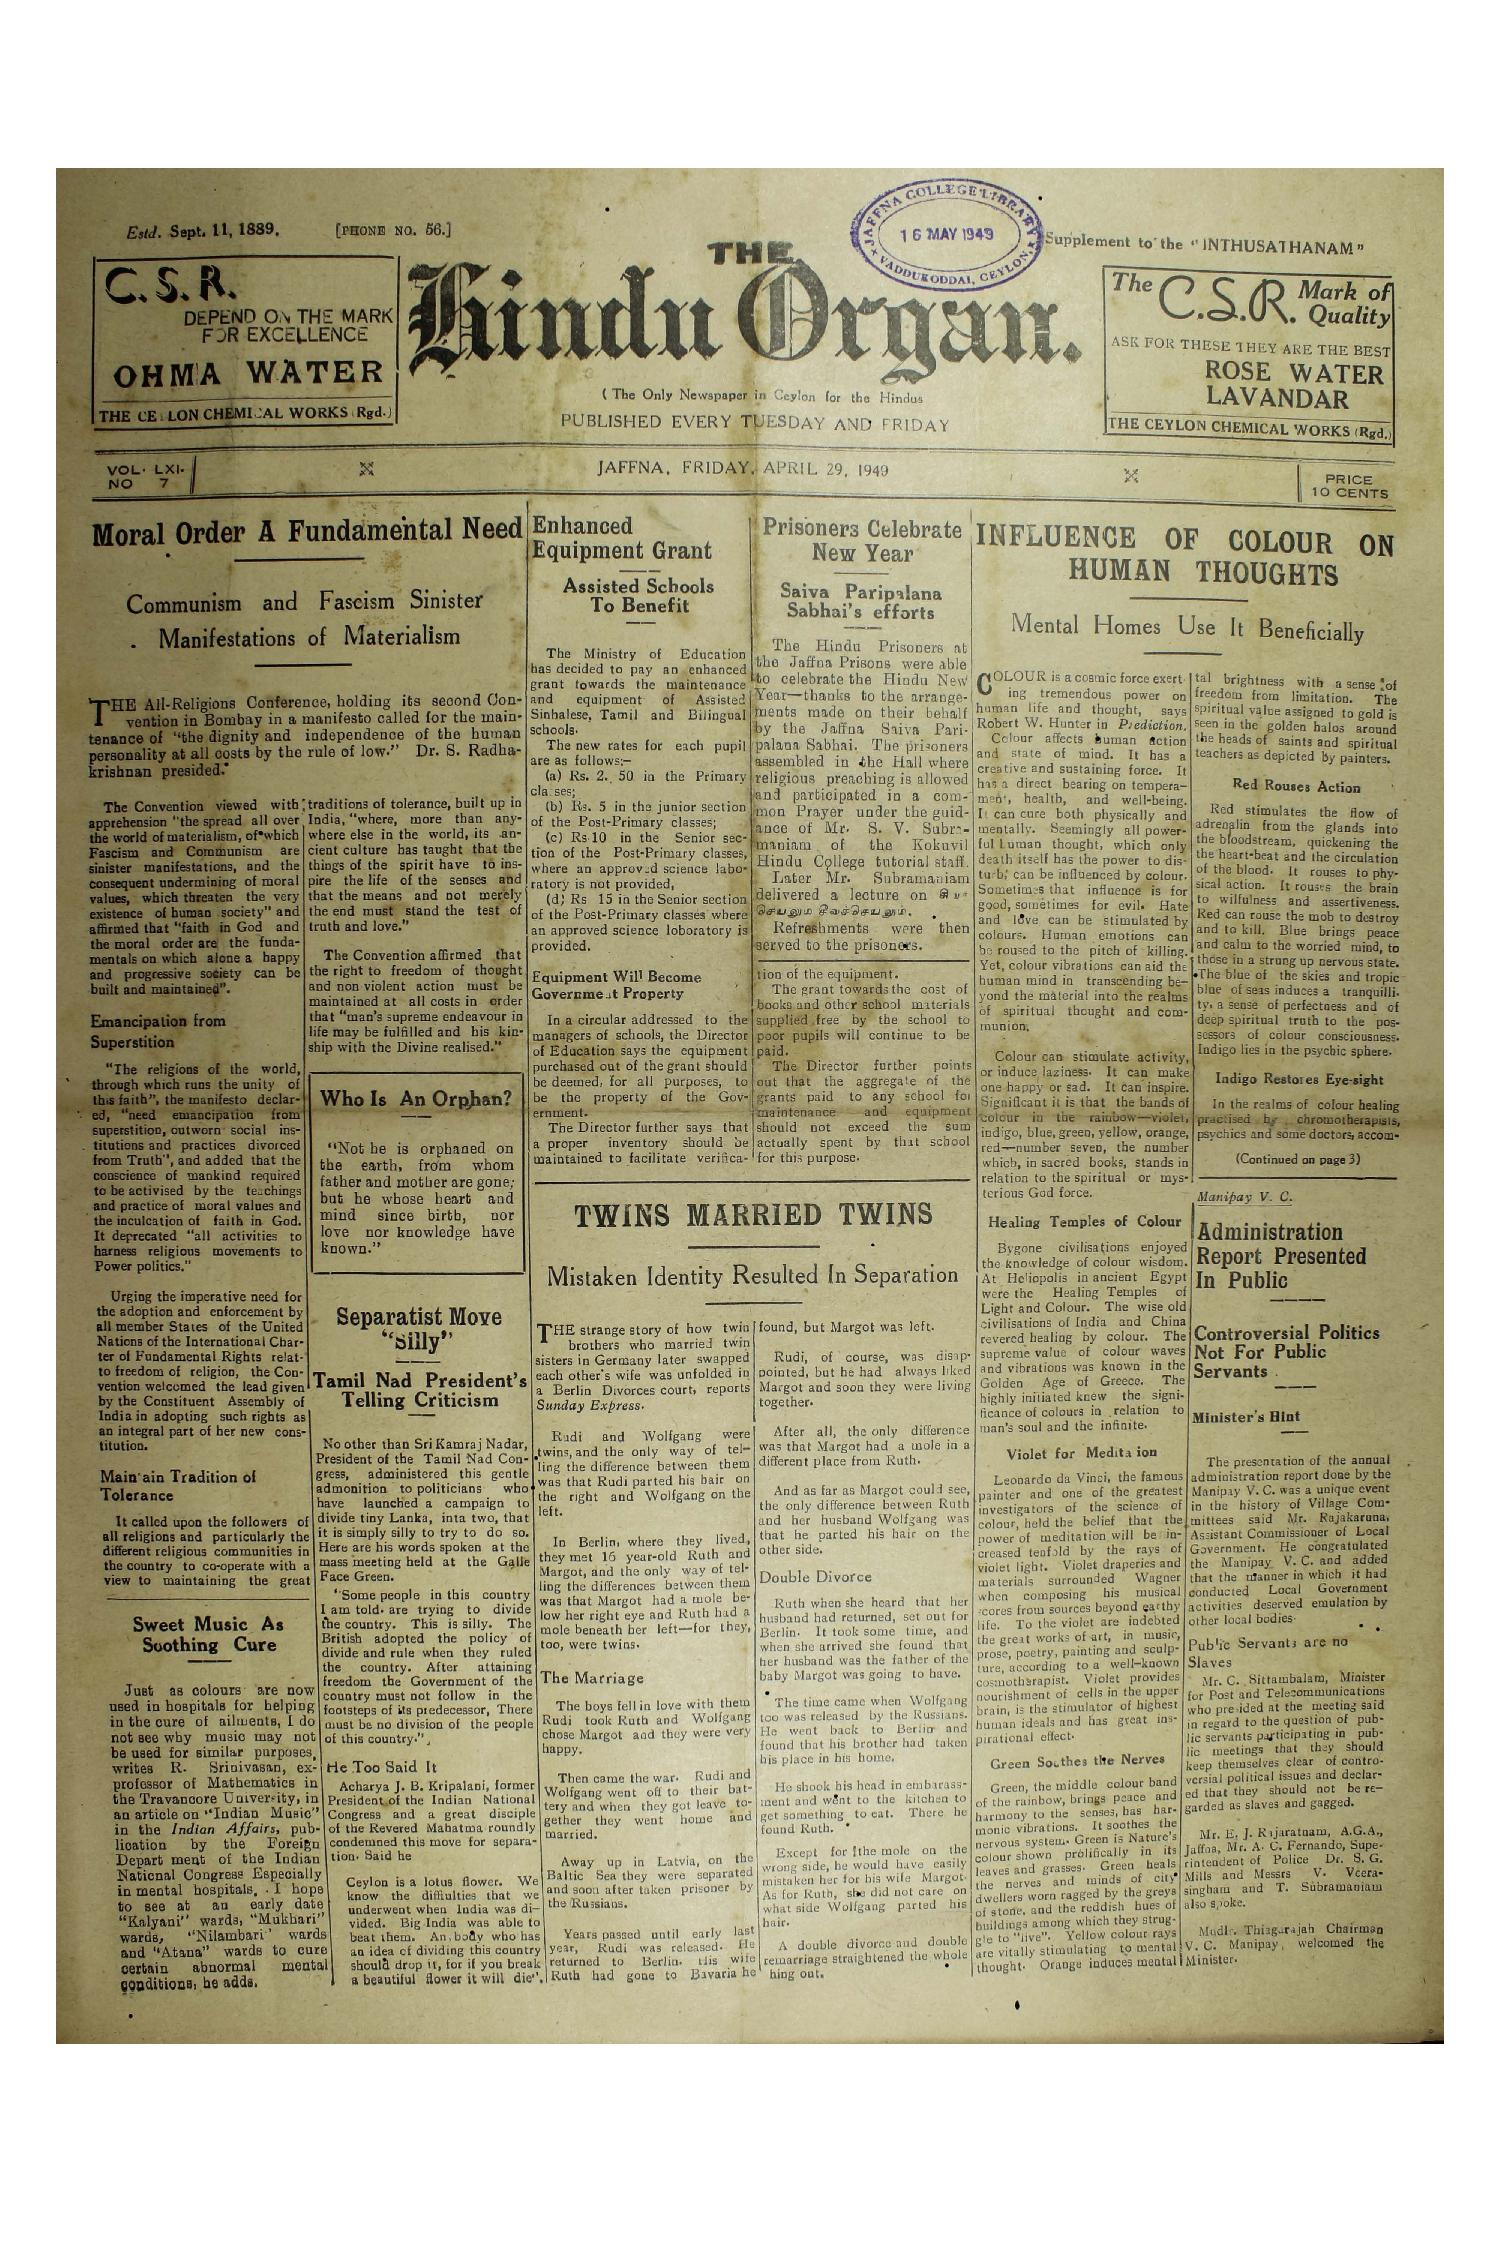 Estd. Sept. 11, 1889.
[PHONE NO. 56.]
JAFFNA COLLEGE LIBRARY
16 MAY 1949
VADDUKODDAI, CEYLON.
Supplement to the "INTHUSATHANAM"
C.S.R.
DEPEND ON THE MARK
FOR EXCELLENCE
OHMA WATER
THE CEYLON CHEMICAL WORKS (Rgd.)
THE
Hindu Organ.
( The Only Newspaper in Ceylon for the Hindus
PUBLISHED EVERY TUESDAY AND FRIDAY
The C.S.R. Mark of
Quality
ASK FOR THESE THEY ARE THE BEST
ROSE WATER
LAVANDAR
THE CEYLON CHEMICAL WORKS (Rgd.)
VOL. LXI.
NO 7
JAFFNA, FRIDAY, APRIL 29, 1949
PRICE
10 CENTS
Moral Order A Fundamental Need
Communism and Fascism Sinister
Manifestations of Materialism
THE All-Religions Conference, holding its second Con-
vention in Bombay in a manifesto called for the main-
tenance of "the dignity and independence of the human
personality at all costs by the rule of low." Dr. S. Radha-
krishnan presided.
The Convention viewed with
apprehension "the spread all over
the world of materialism, of which
Fascism and Communism are
sinister manifestations, and the
consequent undermining of moral
values, which threaten the very
existence of human society" and
affirmed that "faith in God and
the moral order are the funda-
mentals on which alone a happy
and progressive society can be
built and maintained".
Emancipation from
Superstition
"The religions of the world,
through which runs the unity of
this faith", the manifesto declar-
ed, "need emancipation from
superstition, outworn social ins-
titutions and practices divorced
from Truth", and added that the
conscience of mankind required
to be activised by the teachings
and practice of moral values and
the inculcation of faith in God.
It deprecated "all activities to
harness religious movements to
Power politics."
Urging the imperative need for
the adoption and enforcement by
all member States of the United
Nations of the International Char-
ter of Fundamental Rights relat-
to freedom of religion, the Con-
vention welcomed the lead given
by the Constituent Assembly of
India in adopting such rights as
an integral part of her new cons-
titution.
Maintain Tradition of
Tolerance
It called upon the followers of
all religions and particularly the
different religious communities in
the country to co-operate with a
view to maintaining the great
traditions of tolerance, built up in
India, "where, more than any-
where else in the world, its an-
cient culture has taught that the
things of the spirit have to ins-
pire the life of the senses and
that the means and not merely
the end must stand the test of
truth and love."
The Convention affirmed that
the right to freedom of thought
and non violent action must be
maintained at all costs in order
that "man's supreme endeavour in
life may be fulfilled and his kin-
ship with the Divine realised."
Who Is An Orphan?
"Not he is orphaned on
the earth, from whom
father and mother are gone;
but he whose heart and
mind since birth, nor
love nor knowledge have
known."
Sweet Music As
Soothing Cure
Just as colours are now
used in hospitals for helping
in the cure of ailments, I do
not see why music may not
be used for similar purposes,
writes R. Srinivasan, ex-
professor of Mathematics in
the Travancore University, in
an article on "Indian Music"
in the Indian Affairs, pub-
lication by the Foreign
Depart ment of the Indian
National Congress Especially
in mental hospitals, I hope
to see at an early date
"Kalyani" wards, "Mukhari"
wards, "Nilambari' wards
and "Atana" wards to cure
certain abnormal mental
conditions, he adds.
Separatist Move
"Silly"
Tamil Nad President's
Telling Criticism
No other than Sri Kamraj Nadar,
President of the Tamil Nad Con-
gress, administered this gentle
admonition to politicians who
have launched a campaign to
divide tiny Lanka, inta two, that
it is simply silly to try to do so.
Here are his words spoken at the
mass meeting held at the Galle
Face Green.
"Some people in this country
I am told are trying to divide
the country. This is silly. The
British adopted the policy of
divide and rule when they ruled
the country. After attaining
freedom the Government of the
country must not follow in the
footsteps of its predecessor, There
must be no division of the people
of this country."
He Too Said It
Acharya J. B. Kripalani, former
President of the Indian National
Congress and a great disciple
of the Revered Mahatma roundly
condemned this move for separa-
tion. Said he
Ceylon is a lotus flower. We
know the difficulties that we
underwent when India was di-
vided. Big India was able to
beat them. Anybody who has
an idea of dividing this country
should drop it, for if you break
a beautiful flower it will die".
Enhanced
Equipment Grant
Assisted Schools
To Benefit
The Ministry of Education
has decided to pay an enhanced
grant towards the maintenance
and equipment of Assisted
Sinhalese, Tamil and Bilingual
schools.
The new rates for each pupil
are as follows:-
(a) Rs. 2. 50 in the Primary
classes;
(b) Rs. 5 in the junior section
of the Post-Primary classes;
(c) Rs 10 in the Senior sec-
tion of the Post-Primary classes,
where an approved science labo-
ratory is not provided,
(d) Rs 15 in the Senior section
of the Post-Primary classes where
an approved science loboratory is
provided.
Equipment Will Become
Government Property
In a circular addressed to the
managers of schools, the Director
of Education says the equipment
purchased out of the grant should
be deemed, for all purposes, to
be the property of the Gov-
ernment.
The Director further says that
a proper inventory should be
maintained to facilitate verifica-
Prisoners Celebrate
New Year
Saiva Paripalana
Sabhai's efforts
The Hindu Prisoners at
the Jaffna Prisons were able
to celebrate the Hindu New
Year—thanks to the arrange-
ments made on their behalf
by the Jaffna Saiva Pari-
palana Sabhai. The prisoners
assembled in the Hall where
religious preaching is allowed
and participated in a com-
mon Prayer under the guid-
ance of Mr. S. V. Subra-
maniam of the Kokuvil
Hindu College tutorial staff.
Later Mr. Subramaniam
delivered a lecture on
Refreshments were then
served to the prisoners.
tion of the equipment.
The grant towards the cost of
books and other school materials
supplied free by the school to
poor pupils will continue to be
paid.
The Director further points
out that the aggregate of the
grants paid to any school for
maintenance and equipment
should not exceed the sum
actually spent by that school
for this purpose.
TWINS MARRIED TWINS
Mistaken Identity Resulted In Separation
THE strange story of how twin
brothers who married twin
sisters in Germany later swapped
each other's wife was unfolded in
a Berlin Divorces court, reports
Sunday Express.
Rudi and Wolfgang were
twins, and the only way of tel-
ling the difference between them
was that Rudi parted his hair on
the right and Wolfgang on the
left.
In Berlin, where they lived,
they met 16 year-old Ruth and
Margot, and the only way of tel-
ling the differences between them
was that Margot had a mole be-
low her right eye and Ruth had a
mole beneath her left—for they,
too, were twins.
The Marriage
The boys fell in love with them
Rudi took Ruth and Wolfgang
chose Margot and they were very
happy.
Then came the war. Rudi and
Wolfgang went off to their bat-
tery and when they got leave to-
gether they went home and
married.
Away up in Latvia, on the
Baltic Sea they were separated
and soon after taken prisoner by
the Russians.
Years passed until early last
year, Rudi was released. He
returned to Berlin. His wife
Ruth had gone to Bavaria he
found, but Margot was left.
Rudi, of course, was disap-
pointed, but he had always liked
Margot and soon they were living
together.
After all, the only difference
was that Margot had a mole in a
different place from Ruth.
And as far as Margot could see,
the only difference between Ruth
and her husband Wolfgang was
that he parted his hair on the
other side.
Double Divorce
Ruth when she heard that her
husband had returned, set out for
Berlin. It took some time, and
when she arrived she found that
her husband was the father of the
baby Margot was going to have.
The time came when Wolfgang
too was released by the Russians.
He went back to Berlin and
found that his brother had taken
his place in his home.
He shook his head in embarass-
ment and went to the kitchen to
get something to eat. There he
found Ruth.
Except for the mole on the
wrong side, he would have easily
mistaken her for his wife Margot.
As for Ruth, she did not care on
what side Wolfgang parted his
hair.
A double divorce and double
remarriage straightened the whole
hing out.
INFLUENCE OF COLOUR ON
HUMAN THOUGHTS
Mental Homes Use It Beneficially
COLOUR is a cosmic force exert
ing tremendous power on
human life and thought, says
Robert W. Hunter in Prediction.
Colour affects human action
and state of mind. It has a
creative and sustaining force. It
has a direct bearing on tempera-
ment, health, and well-being.
It can cure both physically and
mentally. Seemingly all power-
ful human thought, which only
death itself has the power to dis-
turb, can be influenced by colour.
Sometimes that influence is for
good, sometimes for evil. Hate
and love can be stimulated by
colours. Human emotions can
be roused to the pitch of killing.
Yet, colour vibrations can aid the
human mind in transcending be-
yond the material into the realms
of spiritual thought and com-
munion.
Colour can stimulate activity,
or induce laziness. It can make
one happy or sad. It can inspire.
Significant it is that the bands of
colour in the rainbow—violet,
indigo, blue, green, yellow, orange,
red—number seven, the number
which, in sacred books, stands in
relation to the spiritual or mys-
terious God force.
Healing Temples of Colour
Bygone civilisations enjoyed
the knowledge of colour wisdom.
At Heliopolis in ancient Egypt
were the Healing Temples of
Light and Colour. The wise old
civilisations of India and China
revered healing by colour. The
supreme value of colour waves
and vibrations was known in the
Golden Age of Greece. The
highly initiated knew the signi-
ficance of colours in relation to
man's soul and the infinite.
Violet for Meditation
Leonardo da Vinci, the famous
painter and one of the greatest
investigators of the science of
colour, held the belief that the
power of meditation will be in-
creased tenfold by the rays of
violet light. Violet draperies and
materials surrounded Wagner
when composing his musical
scores from sources beyond earthy
life. To the violet are indebted
the great works of art, in music,
prose, poetry, painting and sculp-
ture, according to a well-known
cosmotherapist. Violet provides
nourishment of cells in the upper
brain, is the stimulator of highest
human ideals and has great ins-
pirational effect.
Green Soothes the Nerves
Green, the middle colour band
of the rainbow, brings peace and
harmony to the senses, has har-
monic vibrations. It soothes the
nervous system. Green is Nature's
colour shown prolifically in its
leaves and grasses. Green heals
the nerves and minds of city
dwellers worn ragged by the greys
of stone, and the reddish hues of
buildings among which they strug-
gle to "live". Yellow colour rays
are vitally stimulating to mental
thought. Orange induces mental
tal brightness with a sense of
freedom from limitation. The
spiritual value assigned to gold is
seen in the golden halos around
the heads of saints and spiritual
teachers as depicted by painters.
Red Rouses Action
Red stimulates the flow of
adrenalin from the glands into
the bloodstream, quickening the
the heart-beat and the circulation
of the blood. It rouses to phy-
sical action. It rouses the brain
to wilfulness and assertiveness.
Red can rouse the mob to destroy
and to kill. Blue brings peace
and calm to the worried mind, to
those in a strung up nervous state.
The blue of the skies and tropic
blue of seas induces a tranquilli-
ty, a sense of perfectness and of
deep spiritual truth to the pos-
sessors of colour consciousness.
Indigo lies in the psychic sphere.
Indigo Restores Eye-sight
In the realms of colour healing
practised by chromotherapists,
psychics and some doctors, accom-
(Continued on page 3)
Manipay V. C.
Administration
Report Presented
In Public
Controversial Politics
Not For Public
Servants
Minister's Hint
The presentation of the annual
administration report done by the
Manipay V. C. was a unique event
in the history of Village Com-
mittees said Mr. Rajakaruna,
Assistant Commissioner of Local
Government. He congratulated
the Manipay V. C. and added
that the manner in which it had
conducted Local Government
activities deserved emulation by
other local bodies.
Public Servants are no
Slaves
Mr. C. Sittambalam, Minister
for Post and Telecommunications
who presided at the meeting said
in regard to the question of pub-
lic servants participating in pub-
lic meetings that they should
keep themselves clear of contro-
versial political issues and declar-
ed that they should not be re-
garded as slaves and gagged.
Mr. E. J. Rajaratnam, A.G.A.,
Jaffna, Mr. A. C. Fernando, Supe-
rintendent of Police Dr. S. G.
Mills and Messrs V. Veera-
singham and T. Subramaniam
also spoke.
Mudlr. Thiagarajah Chairman
V. C. Manipay, welcomed the
Minister.